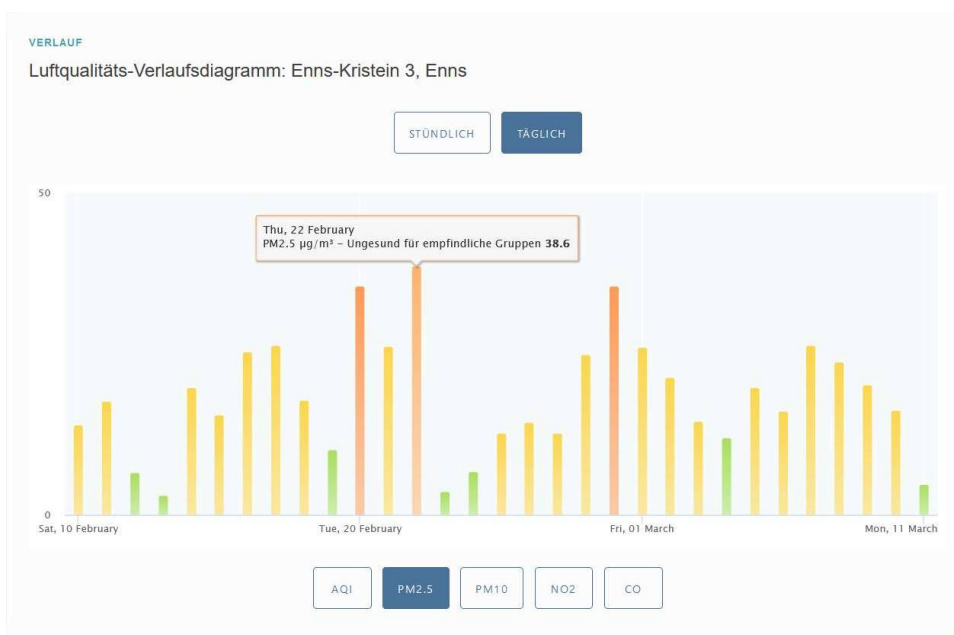 VERLAUF
Luftqualitäts-Verlaufsdiagramm: Enns-Kristein 3, Enns
STÜNDLICH TÄGLICH
50
Thu, 22 February
PM2.5 µg/m³ – Ungesund für empfindliche Gruppen 38.6
0
Sat, 10 February Tue, 20 February Fri, 01 March Mon, 11 March
AQI PM2.5 PM10 NO2 CO